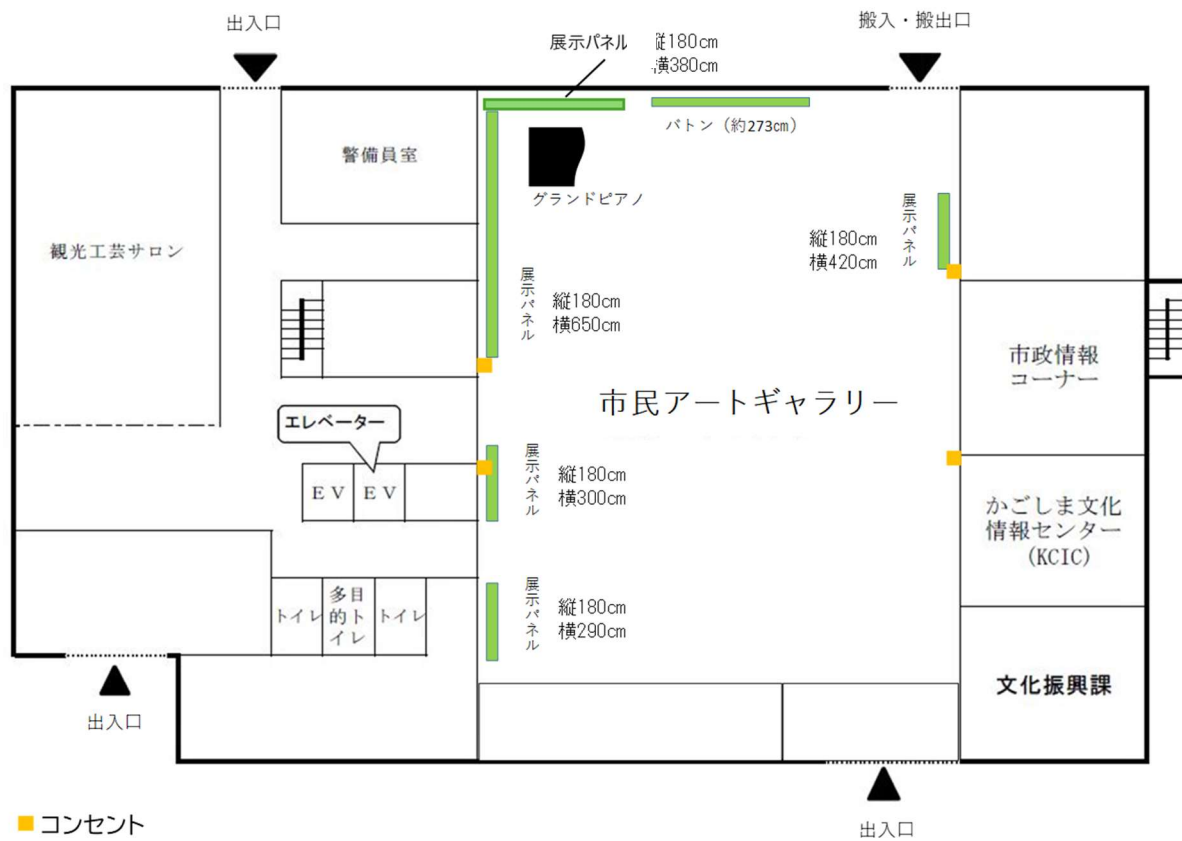 出入口
搬入・搬出口
展示パネル
縦180cm
横380cm
バトン（約273cm）
警備員室
グランドピアノ
観光工芸サロン
展示パネル
縦180cm
横420cm
展示パネル
縦180cm
横650cm
市政情報
コーナー
市民アートギャラリー
エレベーター
EV
EV
展示パネル
縦180cm
横300cm
かごしま文化
情報センター
(KCIC)
トイレ
多目
的ト
イレ
トイレ
展示パネル
縦180cm
横290cm
文化振興課
出入口
出入口
コンセント